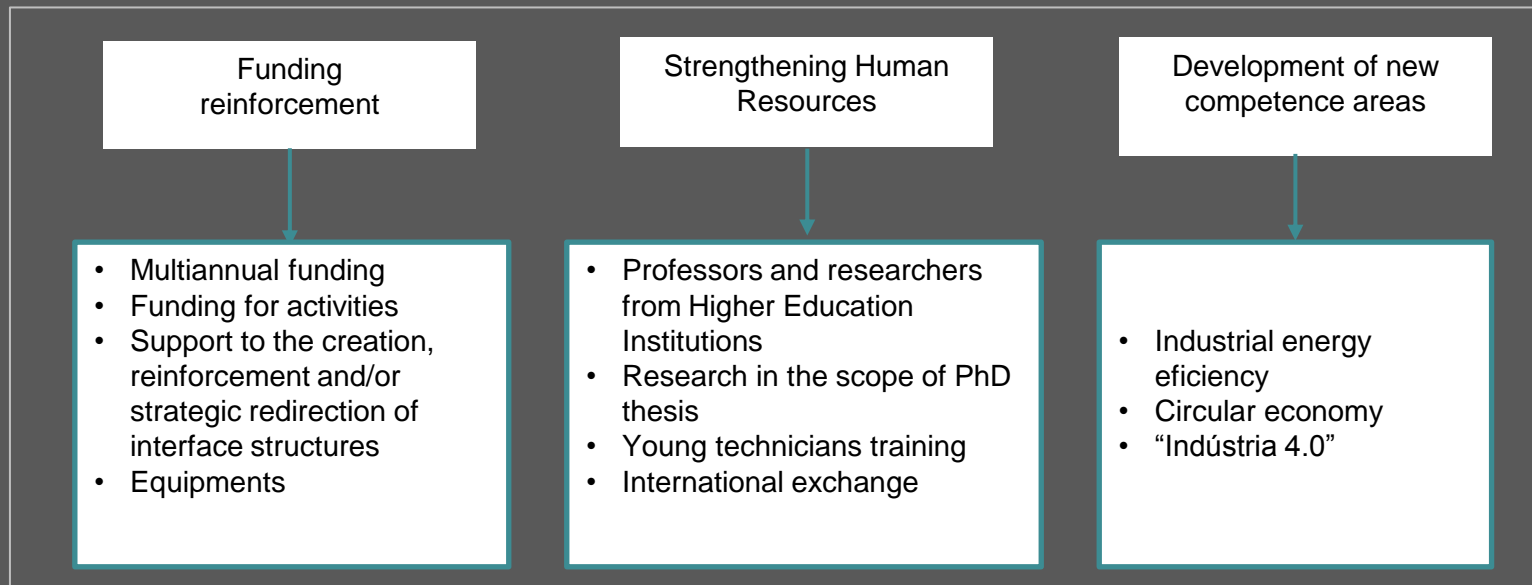 Funding
reinforcement
Strengthening Human
Resources
Development of new
competence areas
• Multiannual funding
• Funding for activities
• Support to the creation,
reinforcement and/or
strategic redirection of
interface structures
• Equipments
• Professors and researchers
from Higher Education
Institutions
• Research in the scope of PhD
thesis
• Young technicians training
• International exchange
• Industrial energy
eficiency
• Circular economy
• “Indústria 4.0”